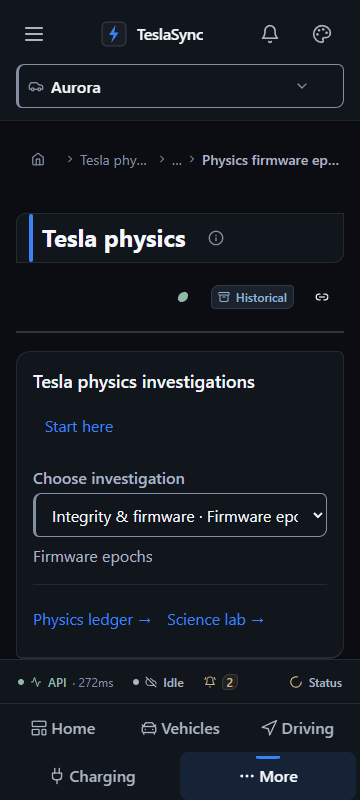 TeslaSync
Aurora
Tesla phy... ... Physics firmware ep...
Tesla physics
Historical
Tesla physics investigations
Start here
Choose investigation
Integrity & firmware · Firmware epo
Firmware epochs
Physics ledger → Science lab →
API · 272ms Idle 2 Status
Home Vehicles Driving
Charging More